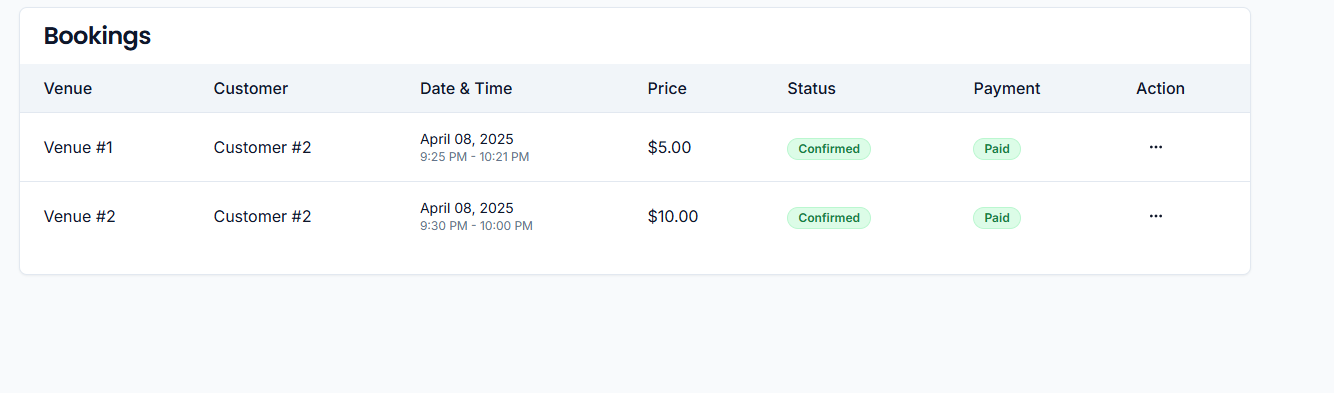 Bookings
Venue Customer Date & Time Price Status Payment Action
Venue #1 Customer #2 April 08, 2025 $5.00 Confirmed Paid ...
9:25 PM - 10:21 PM
Venue #2 Customer #2 April 08, 2025 $10.00 Confirmed Paid ...
9:30 PM - 10:00 PM